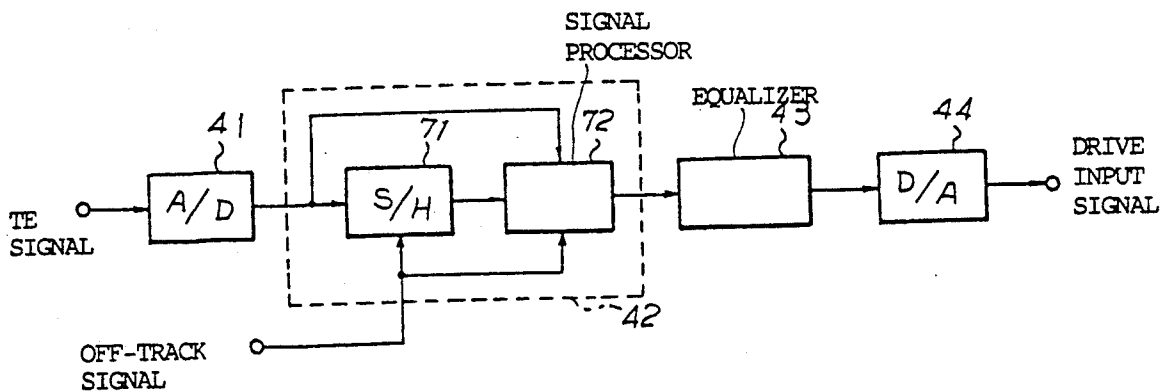 SIGNAL
PROCESSOR
EQUALIZER
41
71
72
43
44
A/D
S/H
D/A
TE
SIGNAL
DRIVE
INPUT
SIGNAL
42
OFF-TRACK
SIGNAL